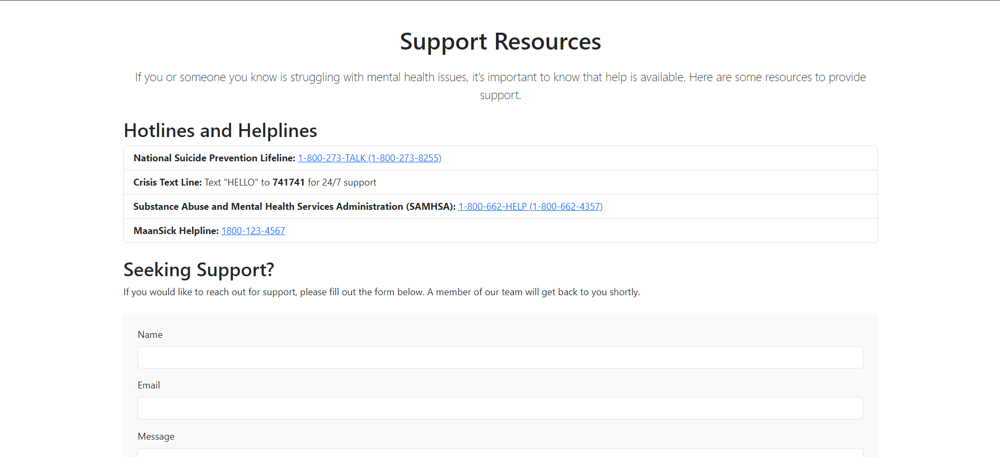 Support Resources
If you or someone you know is struggling with mental health issues, it’s important to know that help is available. Here are some resources to provide
support.
Hotlines and Helplines
National Suicide Prevention Lifeline: 1-800-273-TALK (1-800-273-8255)
Crisis Text Line: Text "HELLO" to 741741 for 24/7 support
Substance Abuse and Mental Health Services Administration (SAMHSA): 1-800-662-HELP (1-800-662-4357)
MaanSick Helpline: 1800-123-4567
Seeking Support?
If you would like to reach out for support, please fill out the form below. A member of our team will get back to you shortly.
Name
Email
Message